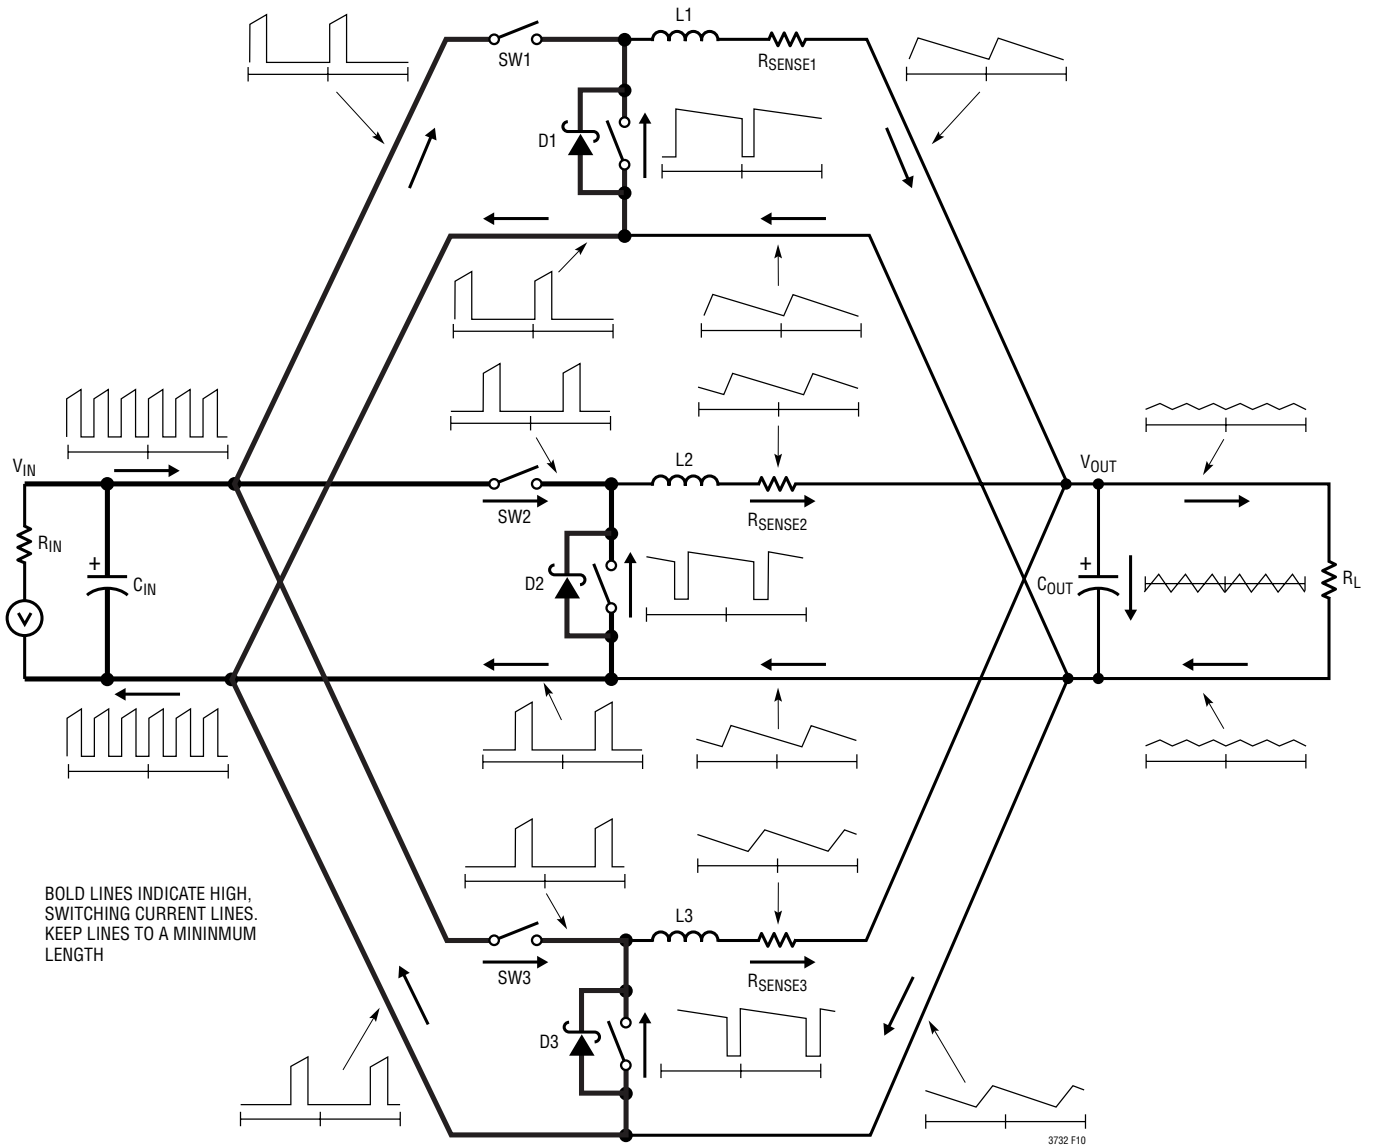 L1
SW1
RSENSE1
D1
VIN
L2
VOUT
SW2
RSENSE2
RIN
+
CIN
D2
+
COUT
RL
V
BOLD LINES INDICATE HIGH,
SWITCHING CURRENT LINES.
KEEP LINES TO A MININMUM
LENGTH
L3
SW3
RSENSE3
D3
3732 F10